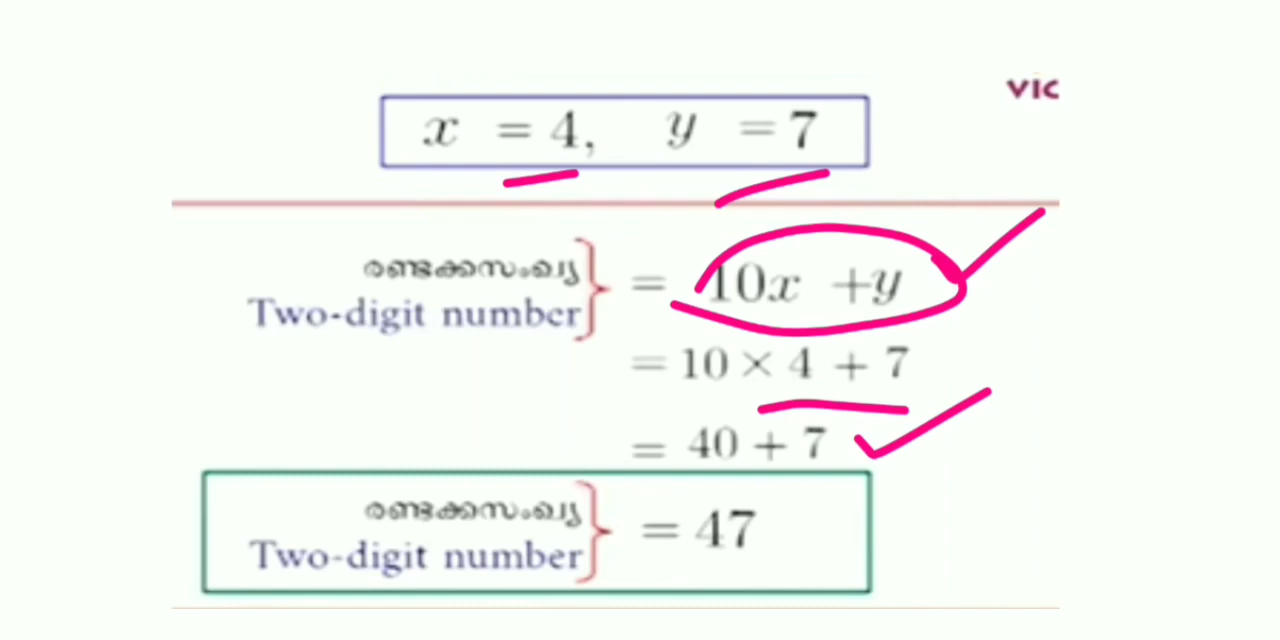 vic
x = 4, y = 7
രണ്ടക്കസംഖ്യ
Two-digit number
= 10x + y
= 10 × 4 + 7
= 40 + 7
രണ്ടക്കസംഖ്യ
Two-digit number
= 47